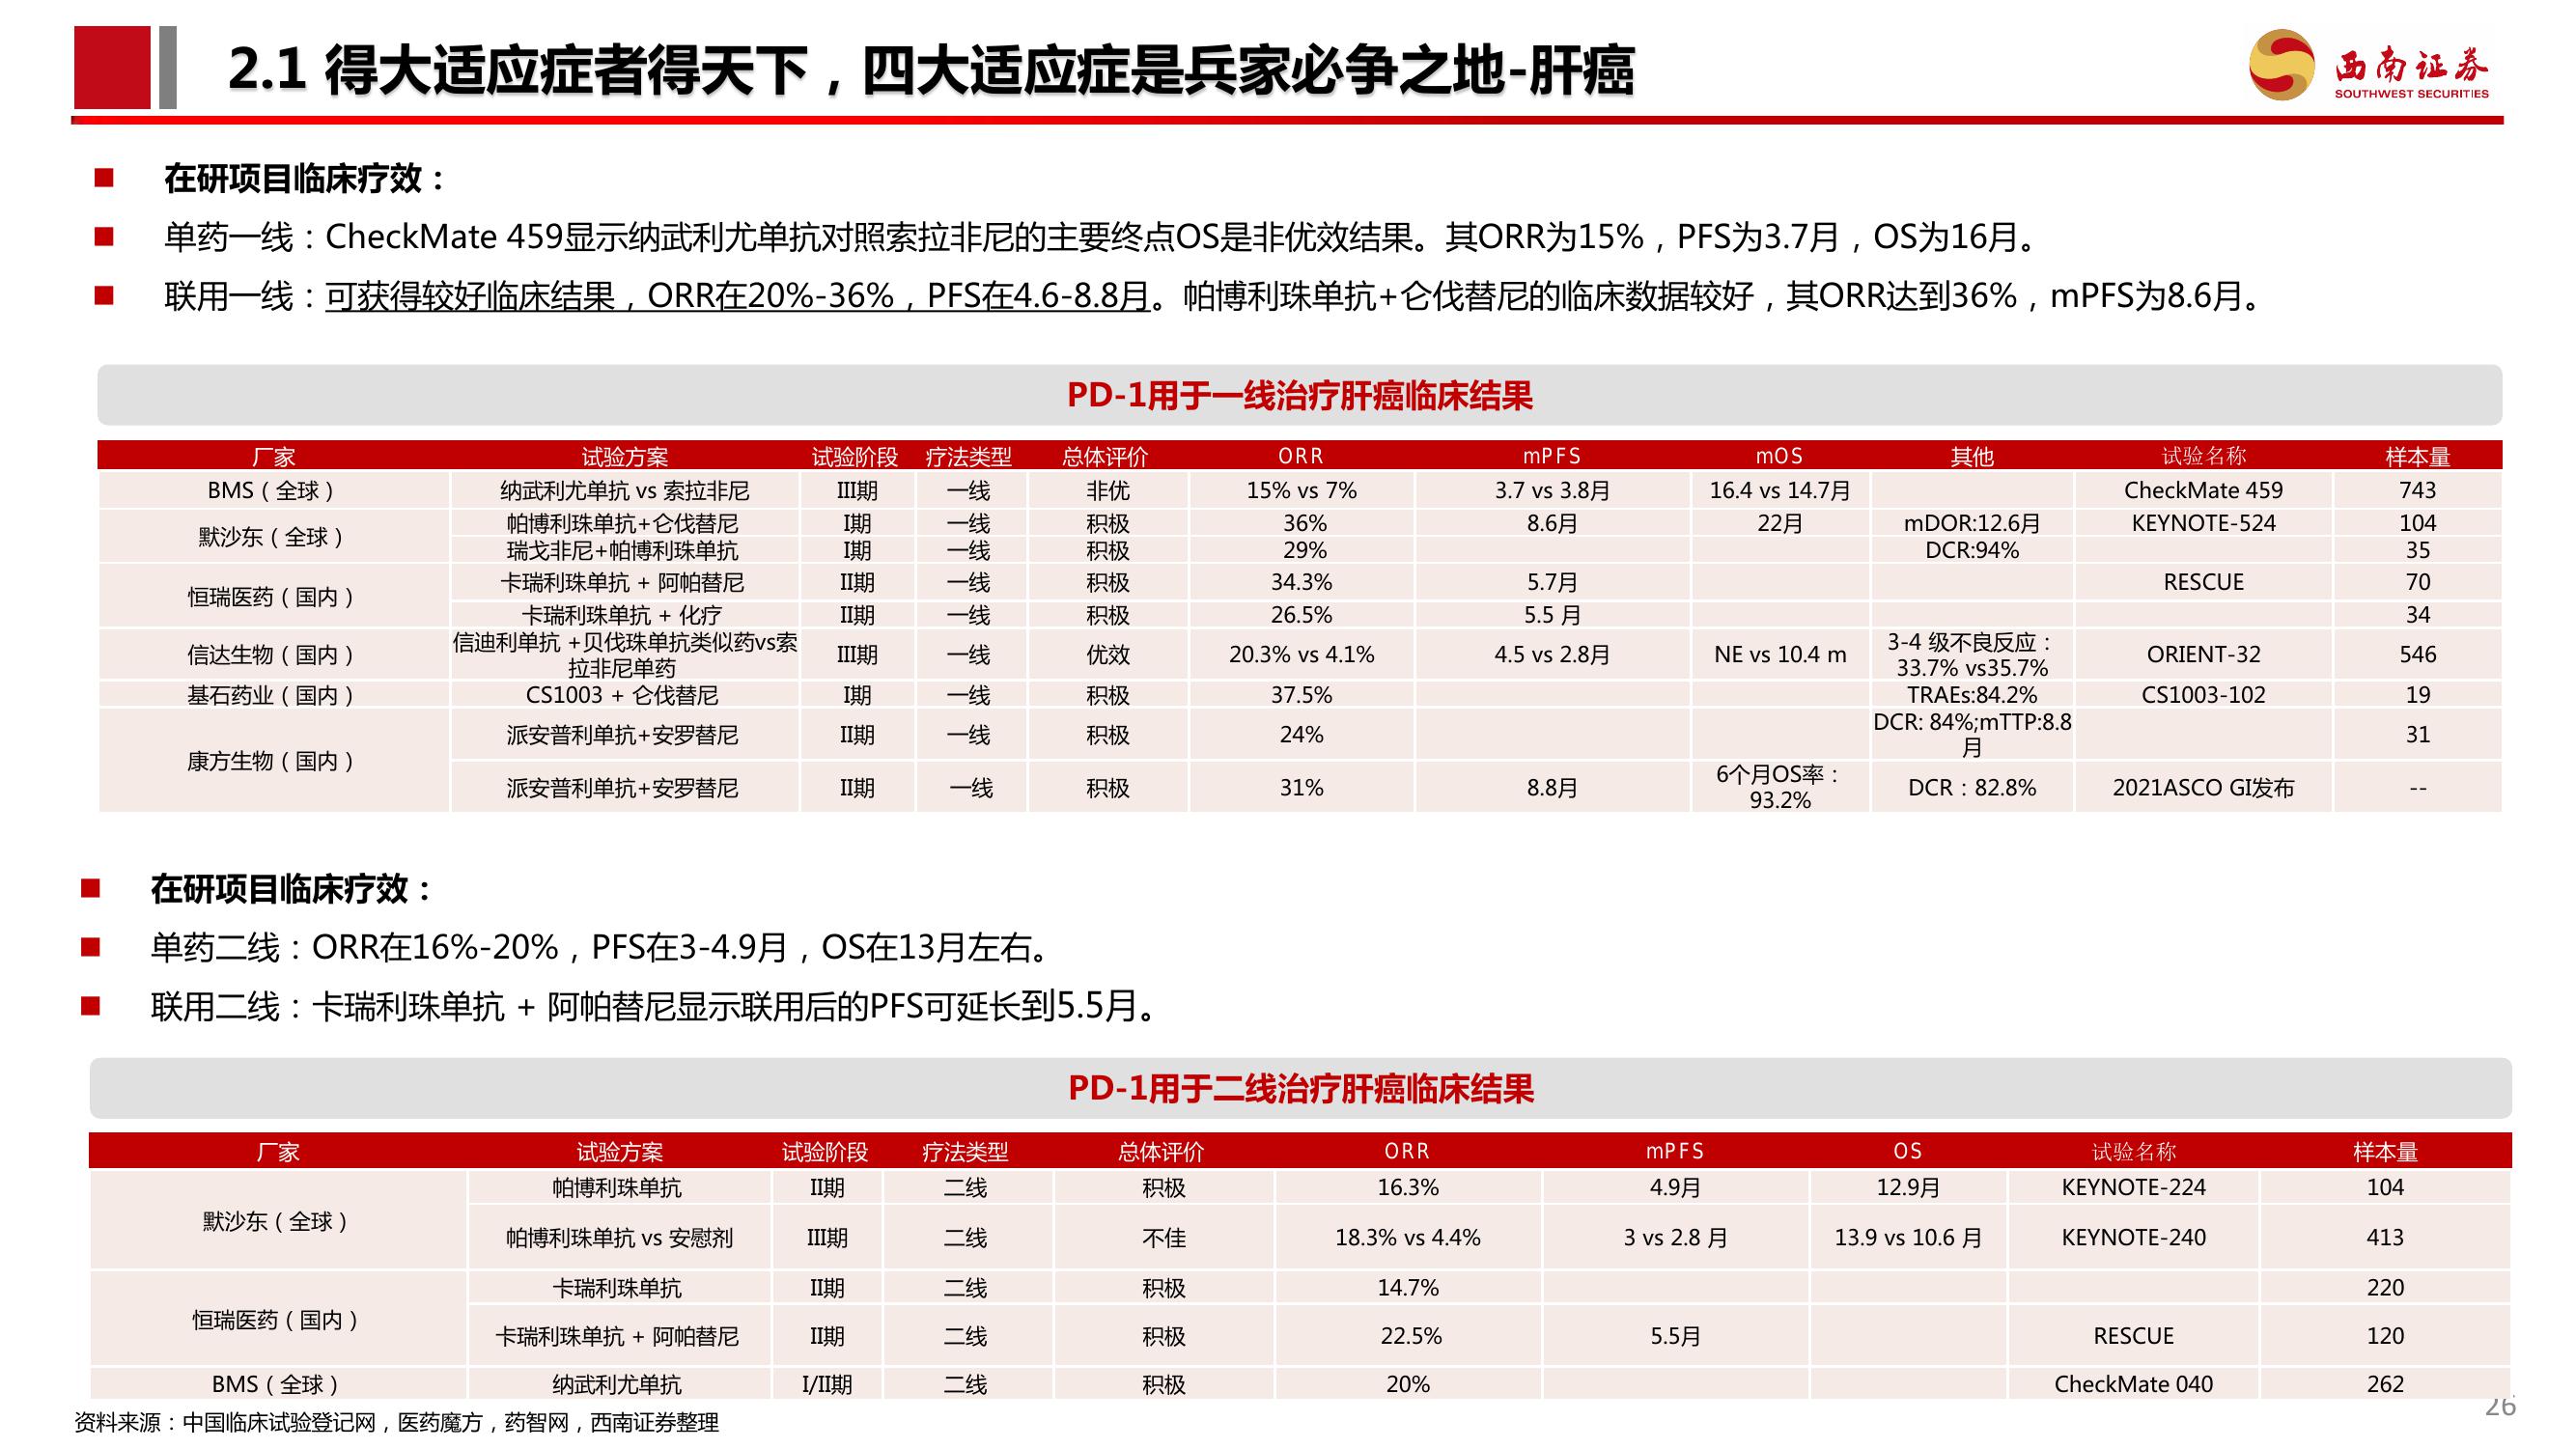 2.1 得大适应症者得天下，四大适应症是兵家必争之地-肝癌
西南证券
SOUTHWEST SECURITIES
在研项目临床疗效：
单药一线：CheckMate 459显示纳武利尤单抗对照索拉非尼的主要终点OS是非优效结果。其ORR为15%，PFS为3.7月，OS为16月。
联用一线：可获得较好临床结果，ORR在20%-36%，PFS在4.6-8.8月。帕博利珠单抗+仑伐替尼的临床数据较好，其ORR达到36%，mPFS为8.6月。
PD-1用于一线治疗肝癌临床结果
厂家 试验方案 试验阶段 疗法类型 总体评价 ORR mPFS mOS 其他 试验名称 样本量
BMS（全球） 纳武利尤单抗 vs 索拉非尼 III期 一线 非优 15% vs 7% 3.7 vs 3.8月 16.4 vs 14.7月 CheckMate 459 743
默沙东（全球） 帕博利珠单抗+仑伐替尼 I期 一线 积极 36% 8.6月 22月 mDOR:12.6月 KEYNOTE-524 104
瑞戈非尼+帕博利珠单抗 I期 一线 积极 29% DCR:94% 35
恒瑞医药（国内） 卡瑞利珠单抗 + 阿帕替尼 II期 一线 积极 34.3% 5.7月 RESCUE 70
卡瑞利珠单抗 + 化疗 II期 一线 积极 26.5% 5.5 月 34
信达生物（国内） 信迪利单抗 +贝伐珠单抗类似药vs索拉非尼单药 III期 一线 优效 20.3% vs 4.1% 4.5 vs 2.8月 NE vs 10.4 m 3-4 级不良反应：33.7% vs35.7% ORIENT-32 546
基石药业（国内） CS1003 + 仑伐替尼 I期 一线 积极 37.5% TRAEs:84.2% CS1003-102 19
康方生物（国内） 派安普利单抗+安罗替尼 II期 一线 积极 24% DCR: 84%;mTTP:8.8月 31
派安普利单抗+安罗替尼 II期 一线 积极 31% 8.8月 6个月OS率：93.2% DCR：82.8% 2021ASCO GI发布 --
在研项目临床疗效：
单药二线：ORR在16%-20%，PFS在3-4.9月，OS在13月左右。
联用二线：卡瑞利珠单抗 + 阿帕替尼显示联用后的PFS可延长到5.5月。
PD-1用于二线治疗肝癌临床结果
厂家 试验方案 试验阶段 疗法类型 总体评价 ORR mPFS OS 试验名称 样本量
默沙东（全球） 帕博利珠单抗 II期 二线 积极 16.3% 4.9月 12.9月 KEYNOTE-224 104
帕博利珠单抗 vs 安慰剂 III期 二线 不佳 18.3% vs 4.4% 3 vs 2.8 月 13.9 vs 10.6 月 KEYNOTE-240 413
恒瑞医药（国内） 卡瑞利珠单抗 II期 二线 积极 14.7% 220
卡瑞利珠单抗 + 阿帕替尼 II期 二线 积极 22.5% 5.5月 RESCUE 120
BMS（全球） 纳武利尤单抗 I/II期 二线 积极 20% CheckMate 040 262
资料来源：中国临床试验登记网，医药魔方，药智网，西南证券整理
26